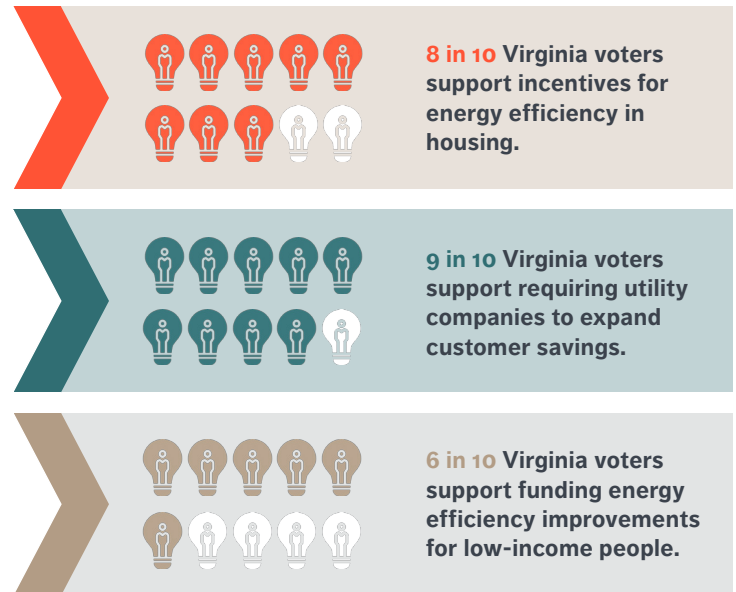 8 in 10 Virginia voters
support incentives for
energy efficiency in
housing.
9 in 10 Virginia voters
support requiring utility
companies to expand
customer savings.
6 in 10 Virginia voters
support funding energy
efficiency improvements
for low-income people.